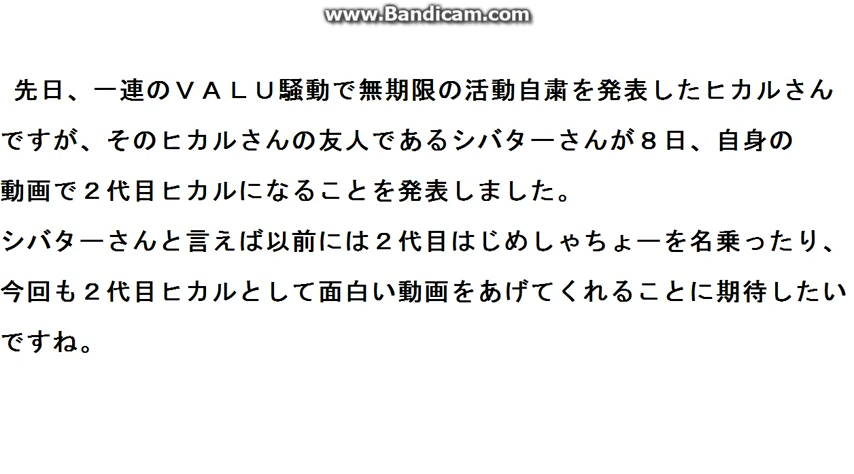 www.Bandicam.com
先日、一連のＶＡＬＵ騒動で無期限の活動自粛を発表したヒカルさん
ですが、そのヒカルさんの友人であるシバターさんが８日、自身の
動画で２代目ヒカルになることを発表しました。
シバターさんと言えば以前には２代目はじめしゃちょーを名乗ったり、
今回も２代目ヒカルとして面白い動画をあげてくれることに期待したい
ですね。